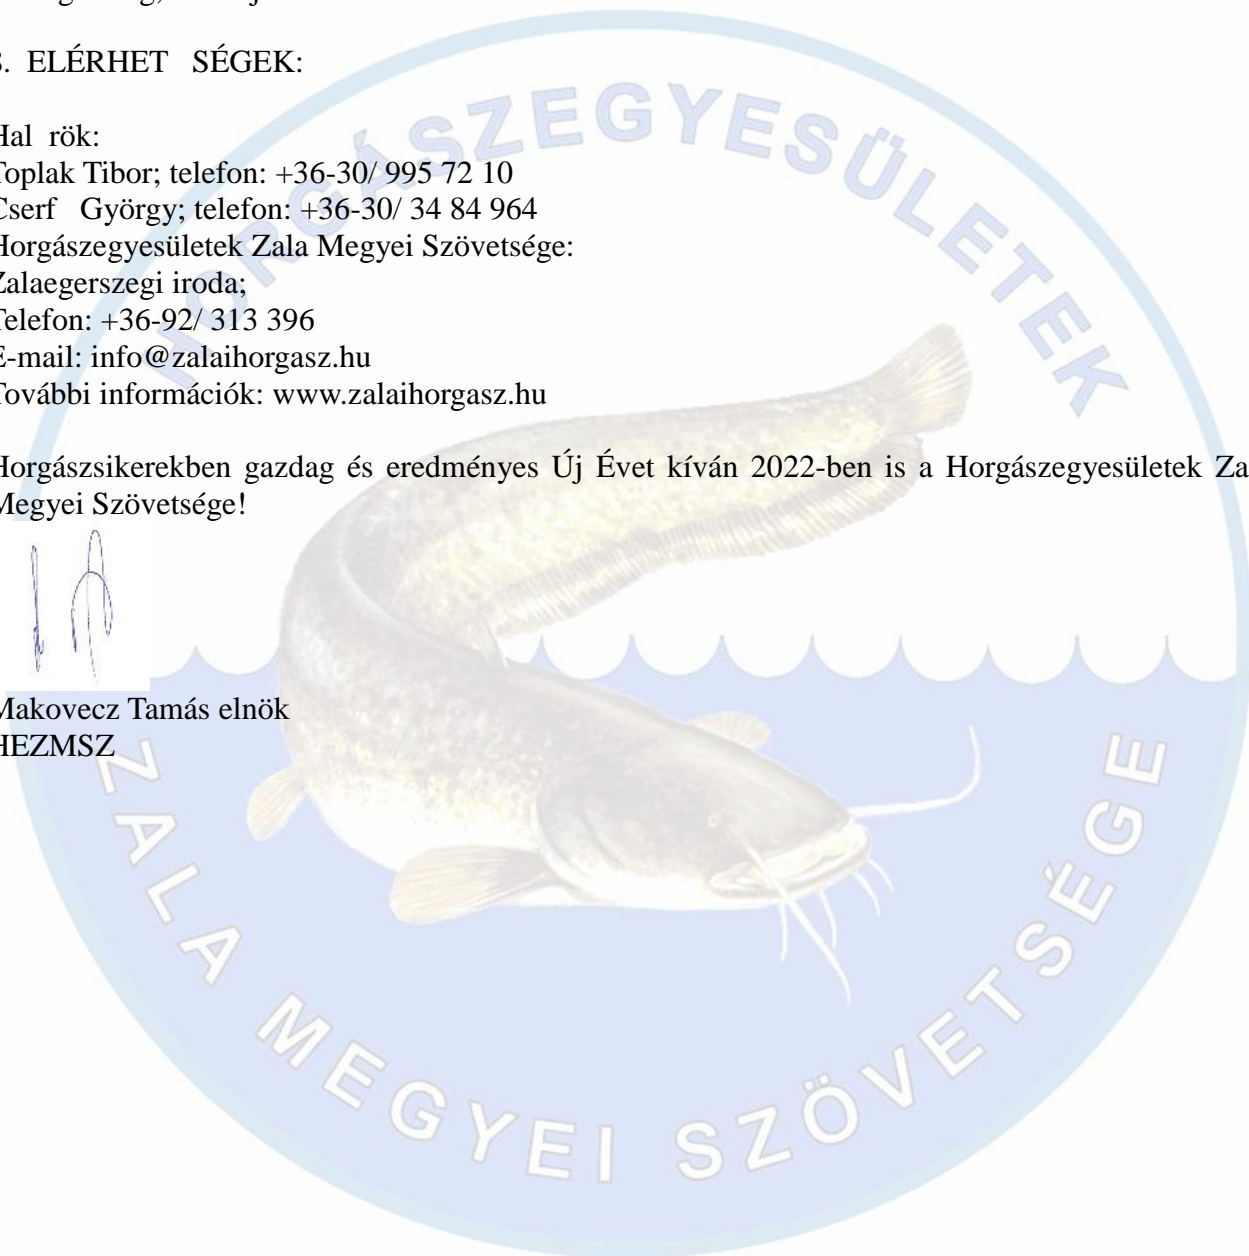 . ELÉRHET SÉGEK:
Hal rök:
Toplak Tibor; telefon: +36-30/ 995 72 10
Cserf György; telefon: +36-30/ 34 84 964
Horgászegyesületek Zala Megyei Szövetsége:
Zalaegerszegi iroda;
Telefon: +36-92/ 313 396
E-mail: info@zalaihorgasz.hu
További információk: www.zalaihorgasz.hu
Horgászsikerekben gazdag és eredményes Új Évet kíván 2022-ben is a Horgászegyesületek Za
Megyei Szövetsége!
Makovecz Tamás elnök
HEZMSZ
HORGÁSZEGYESÜLETEK
ZALA MEGYEI SZÖVETSÉGE